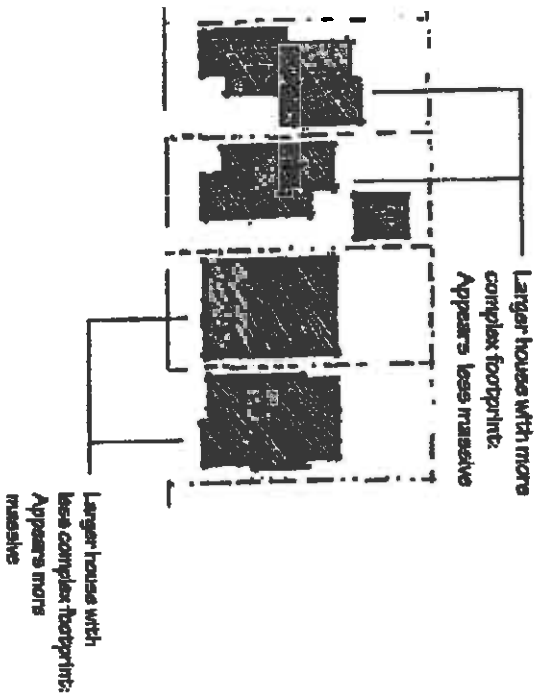 Larger house with more
complex footprint:
Appears less massive
Larger house with
less complex footprint:
Appears more
massive